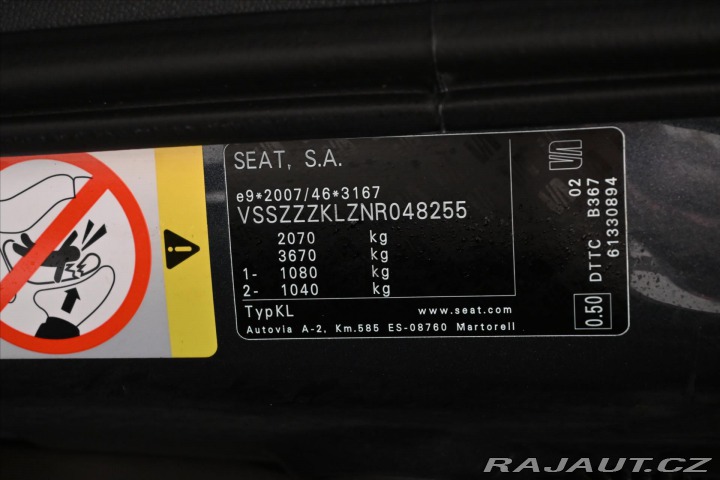 SEAT, S.A.
e9*2007/46*3167
VSSZZZKLZNR048255
2070 kg
3670 kg
1- 1080 kg
2- 1040 kg
TypKL www.seat.com
Autovia A-2, Km.585 ES-08760 Martorell
02
0.50 DTTC B367
61330894
RAJAUT.CZ